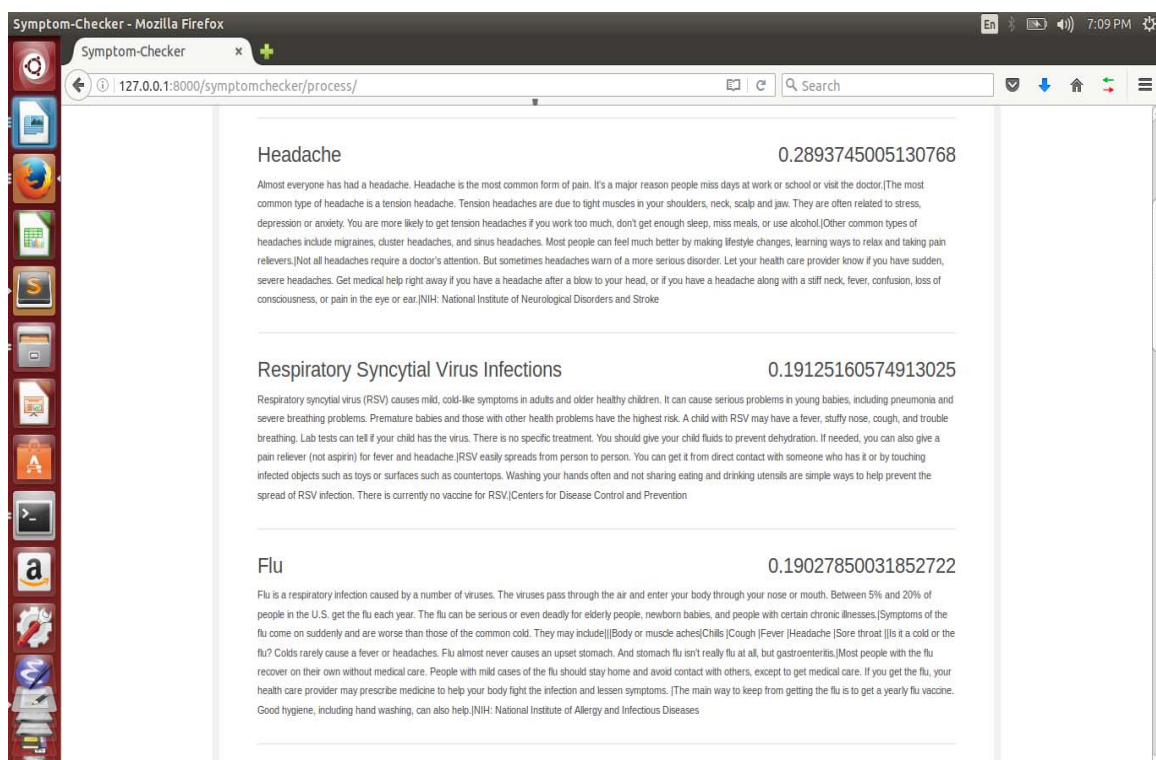 Symptom-Checker - Mozilla Firefox
En
7:09 PM
Symptom-Checker
127.0.0.1:8000/symptomchecker/process/
Search
Headache 0.2893745005130768
Almost everyone has had a headache. Headache is the most common form of pain. It's a major reason people miss days at work or school or visit the doctor.|The most
common type of headache is a tension headache. Tension headaches are due to tight muscles in your shoulders, neck, scalp and jaw. They are often related to stress,
depression or anxiety. You are more likely to get tension headaches if you work too much, don't get enough sleep, miss meals, or use alcohol.|Other common types of
headaches include migraines, cluster headaches, and sinus headaches. Most people can feel much better by making lifestyle changes, learning ways to relax and taking pain
relievers.|Not all headaches require a doctor's attention. But sometimes headaches warn of a more serious disorder. Let your health care provider know if you have sudden,
severe headaches. Get medical help right away if you have a headache after a blow to your head, or if you have a headache along with a stiff neck, fever, confusion, loss of
consciousness, or pain in the eye or ear.|NIH: National Institute of Neurological Disorders and Stroke
Respiratory Syncytial Virus Infections 0.19125160574913025
Respiratory syncytial virus (RSV) causes mild, cold-like symptoms in adults and older healthy children. It can cause serious problems in young babies, including pneumonia and
severe breathing problems. Premature babies and those with other health problems have the highest risk. A child with RSV may have a fever, stuffy nose, cough, and trouble
breathing. Lab tests can tell if your child has the virus. There is no specific treatment. You should give your child fluids to prevent dehydration. If needed, you can also give a
pain reliever (not aspirin) for fever and headache.|RSV easily spreads from person to person. You can get it from direct contact with someone who has it or by touching
infected objects such as toys or surfaces such as countertops. Washing your hands often and not sharing eating and drinking utensils are simple ways to help prevent the
spread of RSV infection. There is currently no vaccine for RSV.|Centers for Disease Control and Prevention
Flu 0.19027850031852722
Flu is a respiratory infection caused by a number of viruses. The viruses pass through the air and enter your body through your nose or mouth. Between 5% and 20% of
people in the U.S. get the flu each year. The flu can be serious or even deadly for elderly people, newborn babies, and people with certain chronic illnesses.|Symptoms of the
flu come on suddenly and are worse than those of the common cold. They may include|||Body or muscle aches|Chills |Cough |Fever |Headache |Sore throat ||Is it a cold or the
flu? Colds rarely cause a fever or headaches. Flu almost never causes an upset stomach. And stomach flu isn't really flu at all, but gastroenteritis.|Most people with the flu
recover on their own without medical care. People with mild cases of the flu should stay home and avoid contact with others, except to get medical care. If you get the flu, your
health care provider may prescribe medicine to help your body fight the infection and lessen symptoms. |The main way to keep from getting the flu is to get a yearly flu vaccine.
Good hygiene, including hand washing, can also help.|NIH: National Institute of Allergy and Infectious Diseases